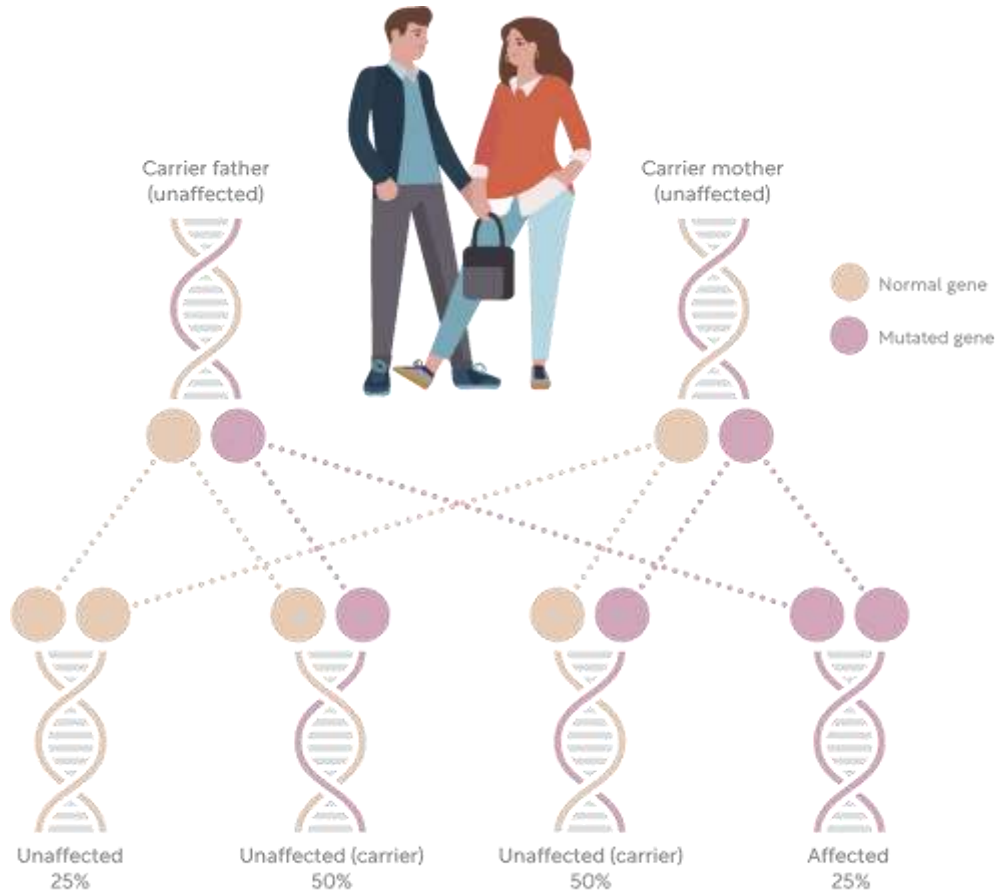 Carrier father
(unaffected)
Carrier mother
(unaffected)
Normal gene
Mutated gene
Unaffected
25%
Unaffected (carrier)
50%
Unaffected (carrier)
50%
Affected
25%